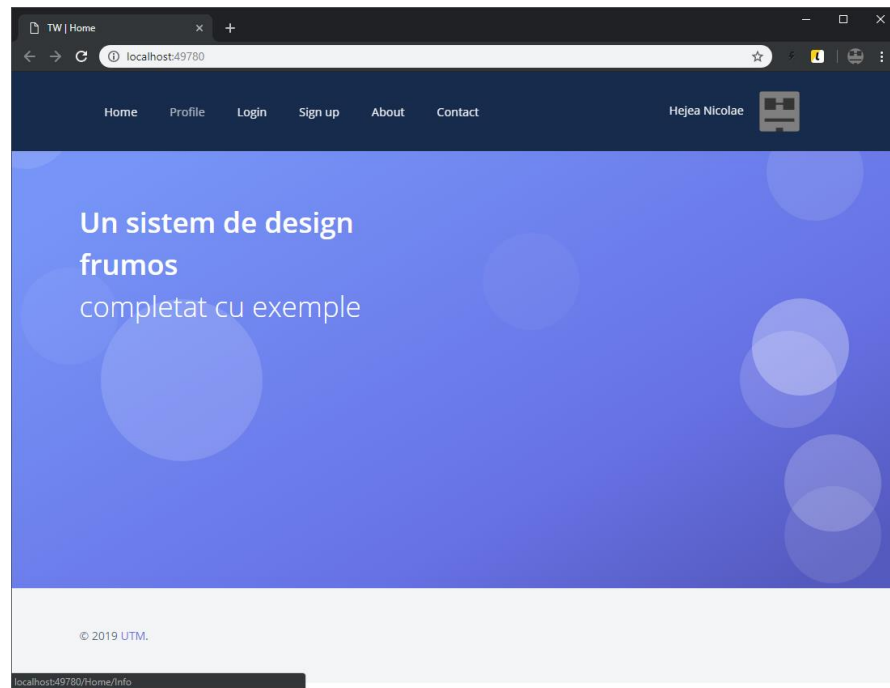 TW | Home
localhost:49780
Home Profile Login Sign up About Contact Hejea Nicolae
Un sistem de design
frumos
completat cu exemple
© 2019 UTM.
localhost:49780/Home/Info